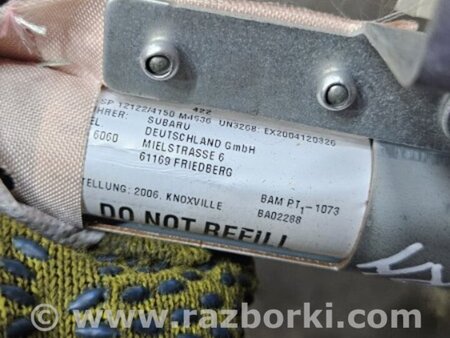 422
SP 12122/4150 M4636 UN3268: EX2004120326
HRER: SUBARU
EL DEUTSCHLAND GmbH
6060 MIELSTRASSE 6
61169 FRIEDBERG
TELLUNG: 2006, KNOXVILLE BAM PT1-1073
BA02288
DO NOT REFILL
www.razborki.com